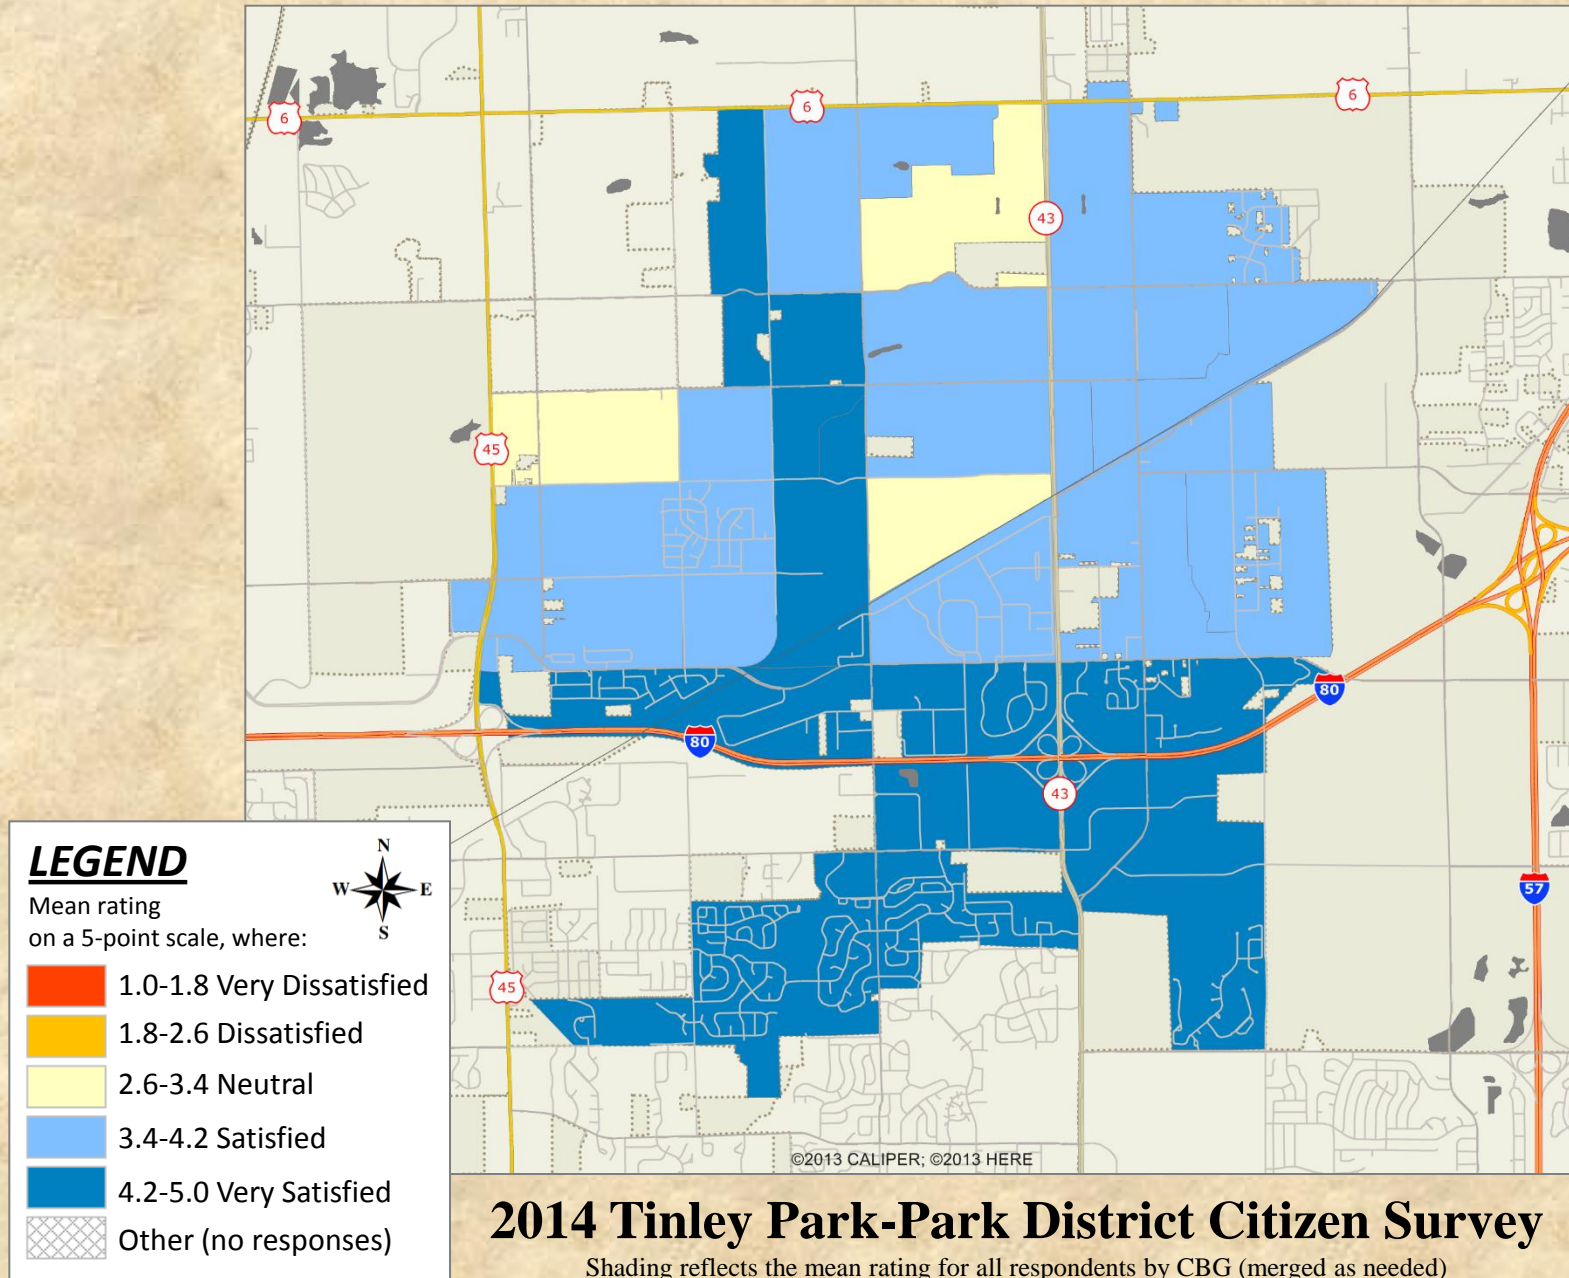 6
6
6
43
45
80
80
43
57
45
LEGEND
N
W E
S
Mean rating
on a 5-point scale, where:
1.0-1.8 Very Dissatisfied
1.8-2.6 Dissatisfied
2.6-3.4 Neutral
3.4-4.2 Satisfied
4.2-5.0 Very Satisfied
Other (no responses)
©2013 CALIPER; ©2013 HERE
2014 Tinley Park-Park District Citizen Survey
Shading reflects the mean rating for all respondents by CBG (merged as needed)